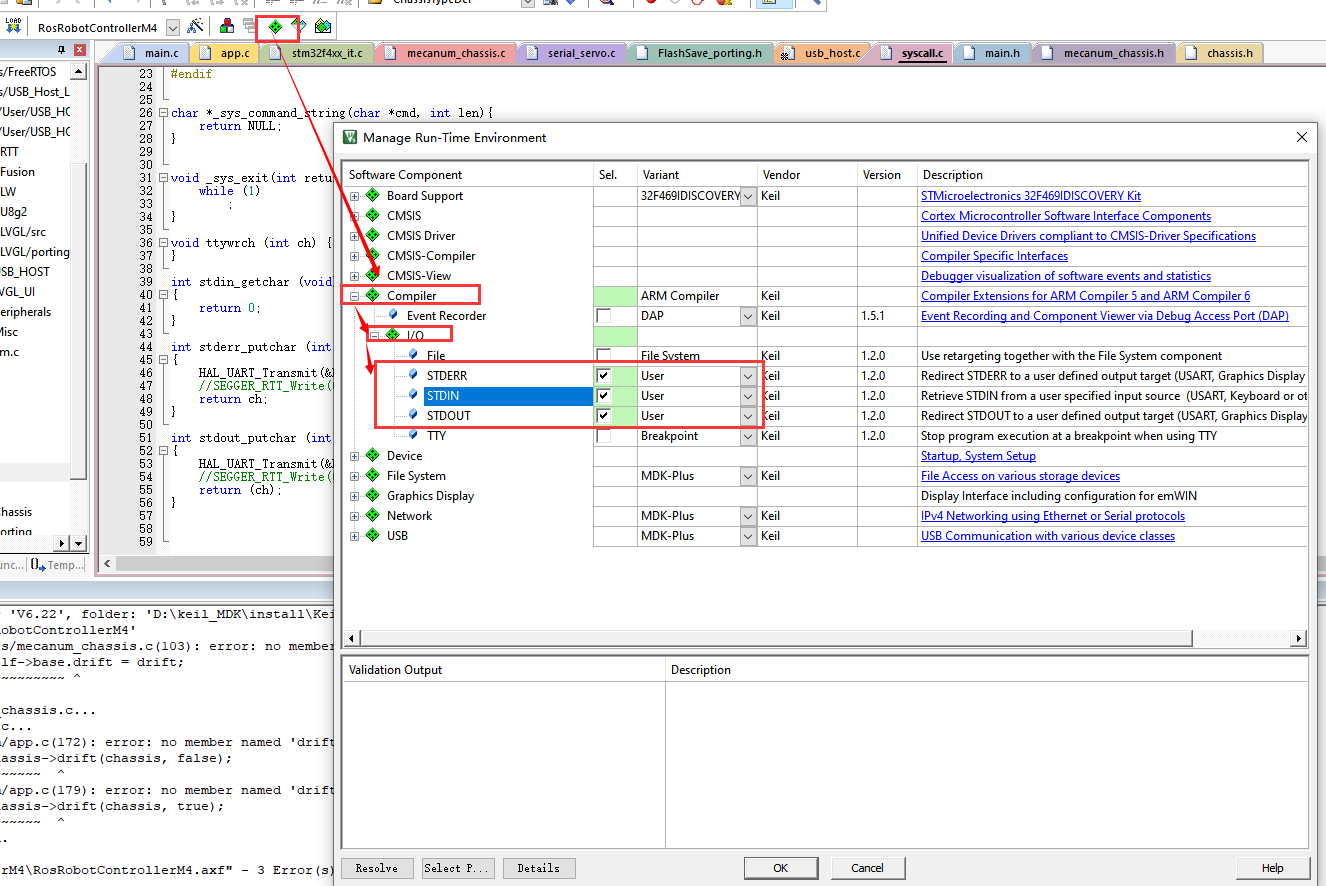 ChassisTypeDef
LOAD
RosRobotControllerM4
main.c
app.c
stm32f4xx_it.c
mecanum_chassis.c
serial_servo.c
FlashSave_porting.h
usb_host.c
syscall.c
main.h
mecanum_chassis.h
chassis.h
s/FreeRTOS
s/USB_Host_L
/User/USB_HC
/User/USB_HC
RTT
Fusion
LW
U8g2
LVGL/src
LVGL/porting
USB_HOST
VGL_UI
eripherals
Misc
m.c
Chassis
orting
unc...
Temp...
23 #endif
24
25
26 char *_sys_command_string(char *cmd, int len){
27 return NULL;
28 }
29
30
31 void _sys_exit(int retu
32 while (1)
33 ;
34 }
35
36 void ttywrch (int ch) {
37 }
38
39 int stdin_getchar (void
40 {
41 return 0;
42 }
43
44 int stderr_putchar (int
45 {
46 HAL_UART_Transmit(&
47 //SEGGER_RTT_Write(
48 return ch;
49 }
50
51 int stdout_putchar (int
52 {
53 HAL_UART_Transmit(&
54 //SEGGER_RTT_Write(
55 return (ch);
56 }
57
58
59
Manage Run-Time Environment
Software Component Sel. Variant Vendor Version Description
Board Support 32F469IDISCOVERY Keil STMicroelectronics 32F469IDISCOVERY Kit
CMSIS Cortex Microcontroller Software Interface Components
CMSIS Driver Unified Device Drivers compliant to CMSIS-Driver Specifications
CMSIS-Compiler Compiler Specific Interfaces
CMSIS-View Debugger visualization of software events and statistics
Compiler ARM Compiler Keil Compiler Extensions for ARM Compiler 5 and ARM Compiler 6
Event Recorder DAP Keil 1.5.1 Event Recording and Component Viewer via Debug Access Port (DAP)
I/O
File File System Keil 1.2.0 Use retargeting together with the File System component
STDERR User Keil 1.2.0 Redirect STDERR to a user defined output target (USART, Graphics Display
STDIN User Keil 1.2.0 Retrieve STDIN from a user specified input source (USART, Keyboard or ot
STDOUT User Keil 1.2.0 Redirect STDOUT to a user defined output target (USART, Graphics Display
TTY Breakpoint Keil 1.2.0 Stop program execution at a breakpoint when using TTY
Device Startup, System Setup
File System MDK-Plus Keil File Access on various storage devices
Graphics Display Display Interface including configuration for emWIN
Network MDK-Plus Keil IPv4 Networking using Ethernet or Serial protocols
USB MDK-Plus Keil USB Communication with various device classes
Validation Output Description
Resolve Select P... Details OK Cancel Help
'V6.22', folder: 'D:\keil_MDK\install\Kei
obotControllerM4'
s/mecanum_chassis.c(103): error: no member
lf->base.drift = drift;
~~~~~~~~ ^
_chassis.c...
c...
n/app.c(172): error: no member named 'drift
hassis->drift(chassis, false);
~~~~~ ^
n/app.c(179): error: no member named 'drift
hassis->drift(chassis, true);
~~~~~ ^
.
rM4\RosRobotControllerM4.axf" - 3 Error(s)